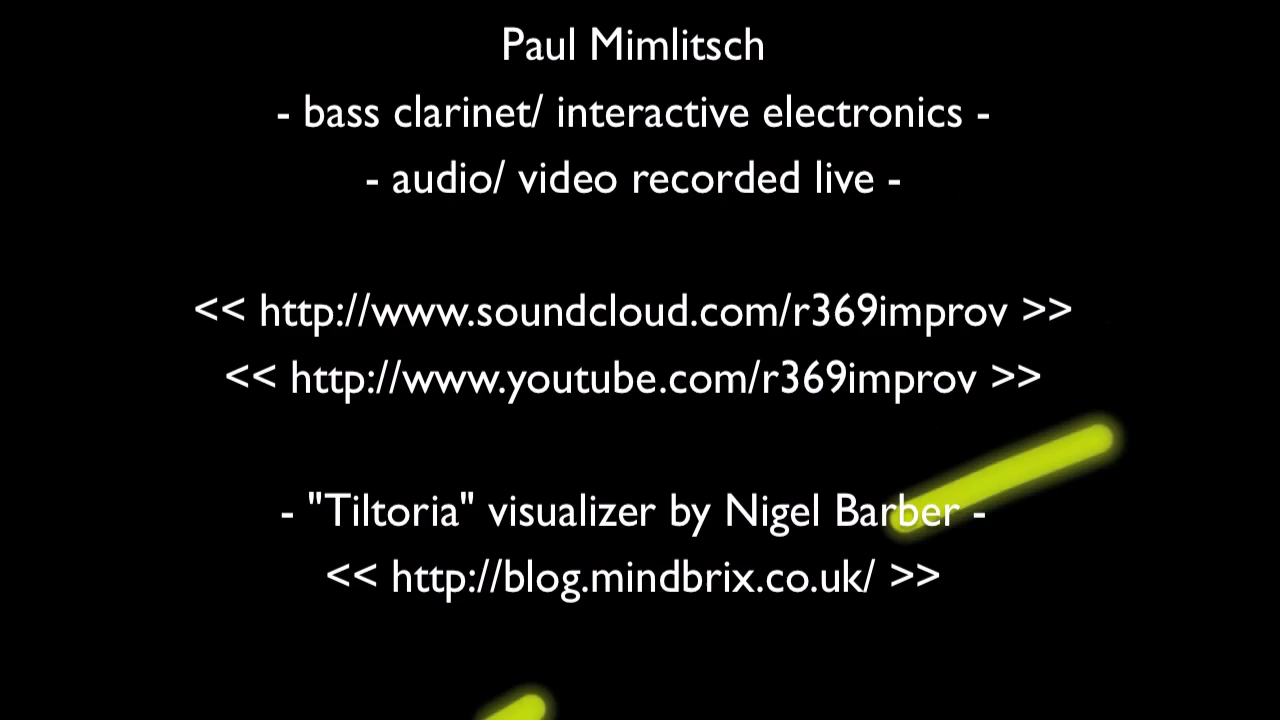 Paul Mimlitsch
- bass clarinet/ interactive electronics -
- audio/ video recorded live -
<< http://www.soundcloud.com/r369improv >>
<< http://www.youtube.com/r369improv >>
- "Tiltoria" visualizer by Nigel Barber -
<< http://blog.mindbrix.co.uk/ >>